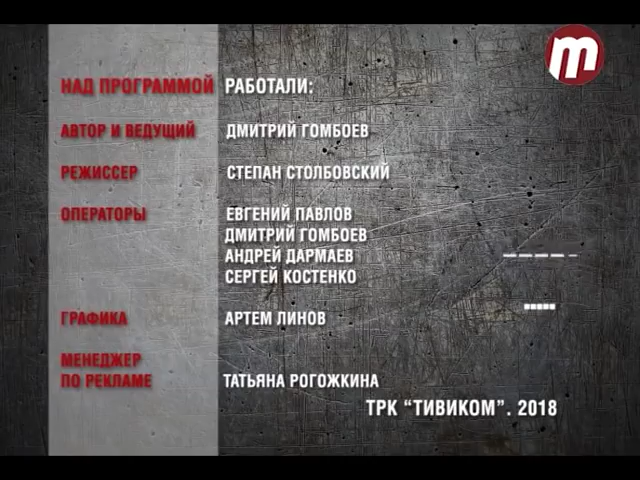 m
НАД ПРОГРАММОЙ РАБОТАЛИ:
АВТОР И ВЕДУЩИЙ ДМИТРИЙ ГОМБОЕВ
РЕЖИССЕР СТЕПАН СТОЛБОВСКИЙ
ОПЕРАТОРЫ ЕВГЕНИЙ ПАВЛОВ
ДМИТРИЙ ГОМБОЕВ
АНДРЕЙ ДАРМАЕВ
СЕРГЕЙ КОСТЕНКО
ГРАФИКА АРТЕМ ЛИНОВ
МЕНЕДЖЕР
ПО РЕКЛАМЕ ТАТЬЯНА РОГОЖКИНА
ТРК “ТИВИКОМ”. 2018